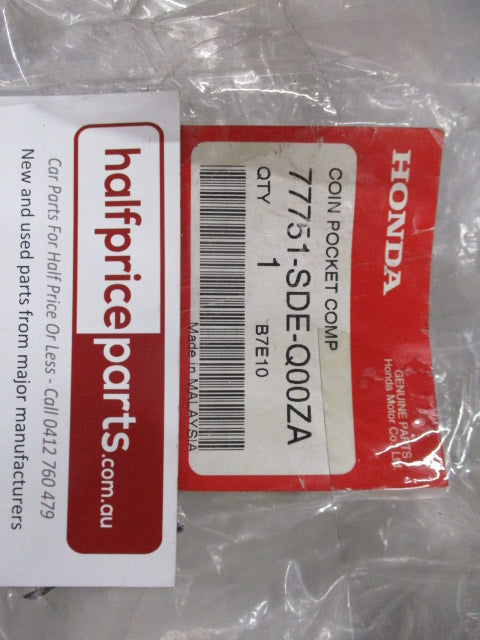 HONDA
GENUINE PARTS
Honda Motor Co., Lt
COIN POCKET COMP
77751-SDE-Q00ZA
QTY 1 B7E10
Made in MALAYSIA
halfpriceparts.com.au
Car Parts For Half Price Or Less - Call 0412 760 479
New and used parts from major manufacturers